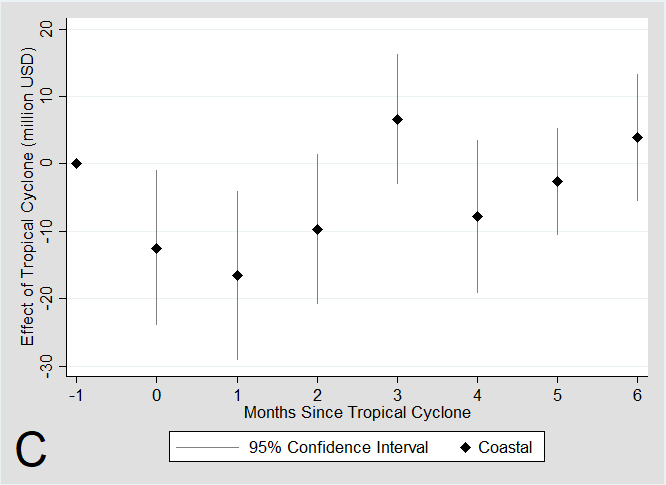 Effect of Tropical Cyclone (million USD)
20
10
0
-10
-20
-30
-1 0 1 2 3 4 5 6
Months Since Tropical Cyclone
95% Confidence Interval Coastal
C